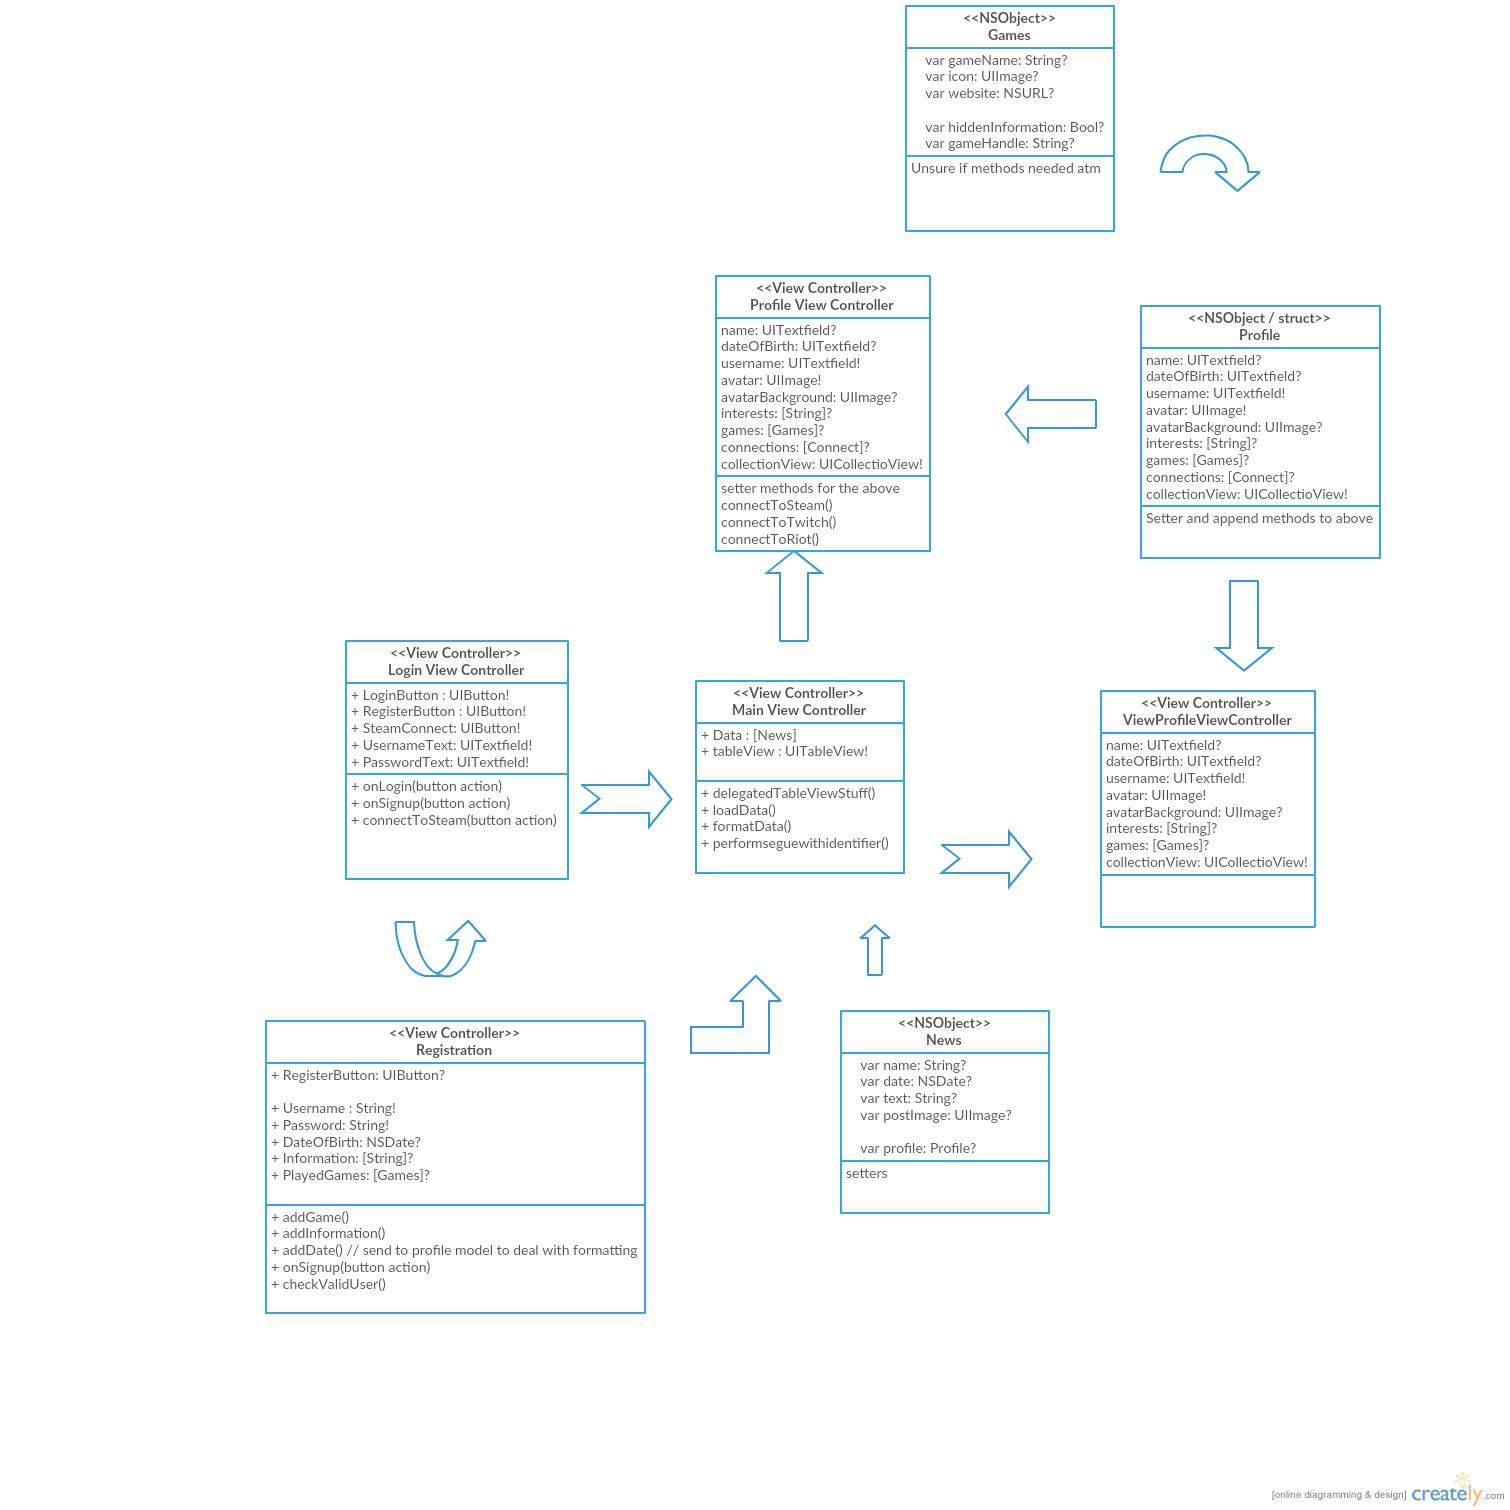 <<NSObject>>
Games
var gameName: String?
var icon: UIImage?
var website: NSURL?
var hiddenInformation: Bool?
var gameHandle: String?
Unsure if methods needed atm
<<View Controller>>
Profile View Controller
name: UITextfield?
dateOfBirth: UITextfield?
username: UITextfield!
avatar: UIImage!
avatarBackground: UIImage?
interests: [String]?
games: [Games]?
connections: [Connect]?
collectionView: UICollectioView!
setter methods for the above
connectToSteam()
connectToTwitch()
connectToRiot()
<<NSObject / struct>>
Profile
name: UITextfield?
dateOfBirth: UITextfield?
username: UITextfield!
avatar: UIImage!
avatarBackground: UIImage?
interests: [String]?
games: [Games]?
connections: [Connect]?
collectionView: UICollectioView!
Setter and append methods to above
<<View Controller>>
Login View Controller
+ LoginButton : UIButton!
+ RegisterButton : UIButton!
+ SteamConnect: UIButton!
+ UsernameText: UITextfield!
+ PasswordText: UITextfield!
+ onLogin(button action)
+ onSignup(button action)
+ connectToSteam(button action)
<<View Controller>>
Main View Controller
+ Data : [News]
+ tableView : UITableView!
+ delegatedTableViewStuff()
+ loadData()
+ formatData()
+ performseguewithidentifier()
<<View Controller>>
ViewProfileViewController
name: UITextfield?
dateOfBirth: UITextfield?
username: UITextfield!
avatar: UIImage!
avatarBackground: UIImage?
interests: [String]?
games: [Games]?
collectionView: UICollectioView!
<<View Controller>>
Registration
+ RegisterButton: UIButton?
+ Username : String!
+ Password: String!
+ DateOfBirth: NSDate?
+ Information: [String]?
+ PlayedGames: [Games]?
+ addGame()
+ addInformation()
+ addDate() // send to profile model to deal with formatting
+ onSignup(button action)
+ checkValidUser()
<<NSObject>>
News
var name: String?
var date: NSDate?
var text: String?
var postImage: UIImage?
var profile: Profile?
setters
[online diagramming & design] creately.com